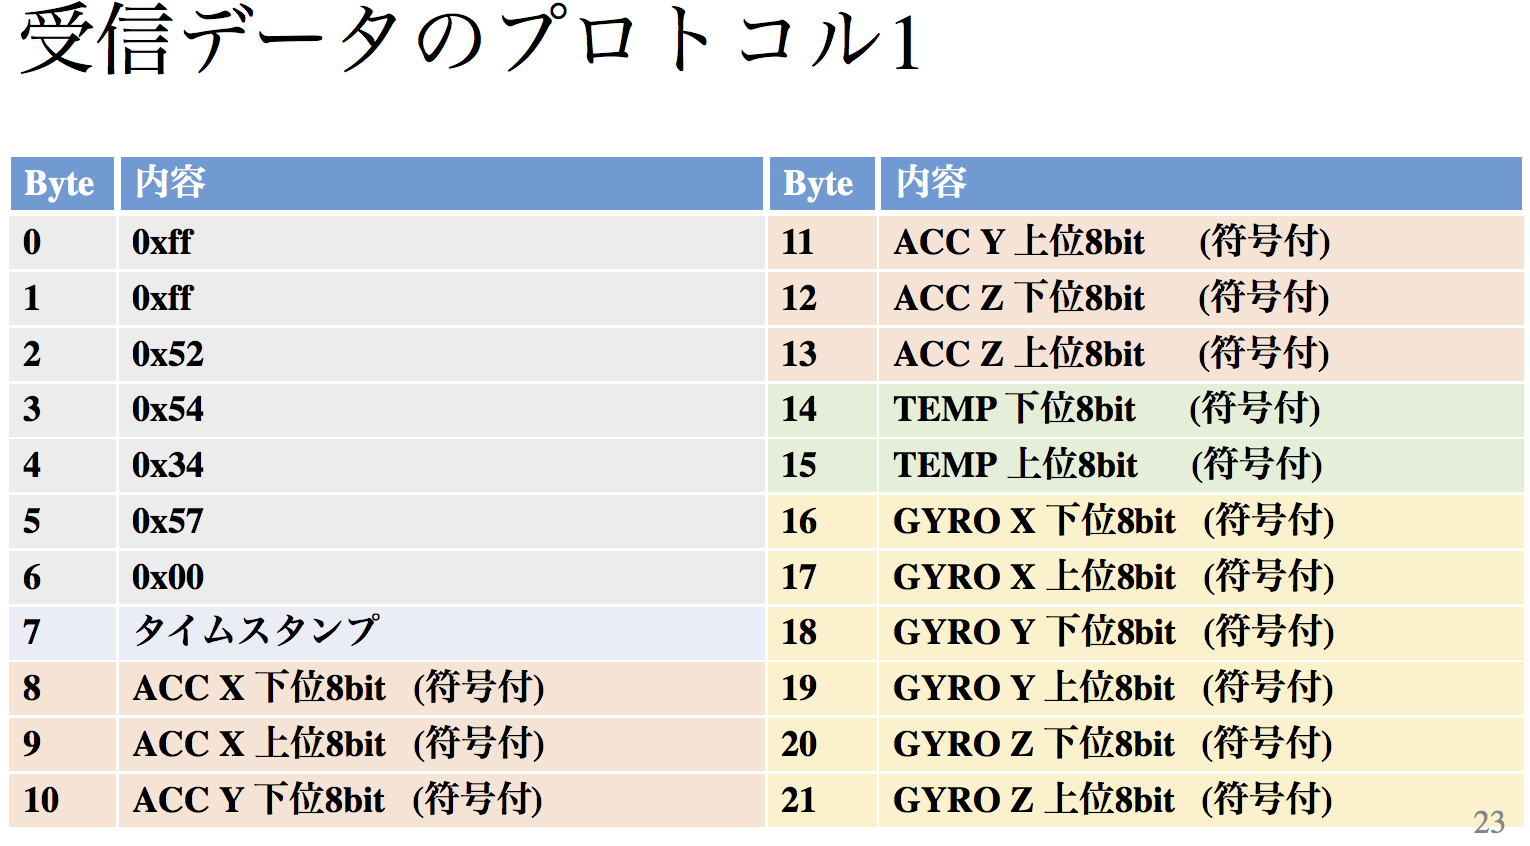 受信データのプロトコル1
Byte 内容
0 0xff
1 0xff
2 0x52
3 0x54
4 0x34
5 0x57
6 0x00
7 タイムスタンプ
8 ACC X 下位8bit (符号付)
9 ACC X 上位8bit (符号付)
10 ACC Y 下位8bit (符号付)
Byte 内容
11 ACC Y 上位8bit (符号付)
12 ACC Z 下位8bit (符号付)
13 ACC Z 上位8bit (符号付)
14 TEMP 下位8bit (符号付)
15 TEMP 上位8bit (符号付)
16 GYRO X 下位8bit (符号付)
17 GYRO X 上位8bit (符号付)
18 GYRO Y 下位8bit (符号付)
19 GYRO Y 上位8bit (符号付)
20 GYRO Z 下位8bit (符号付)
21 GYRO Z 上位8bit (符号付)
23